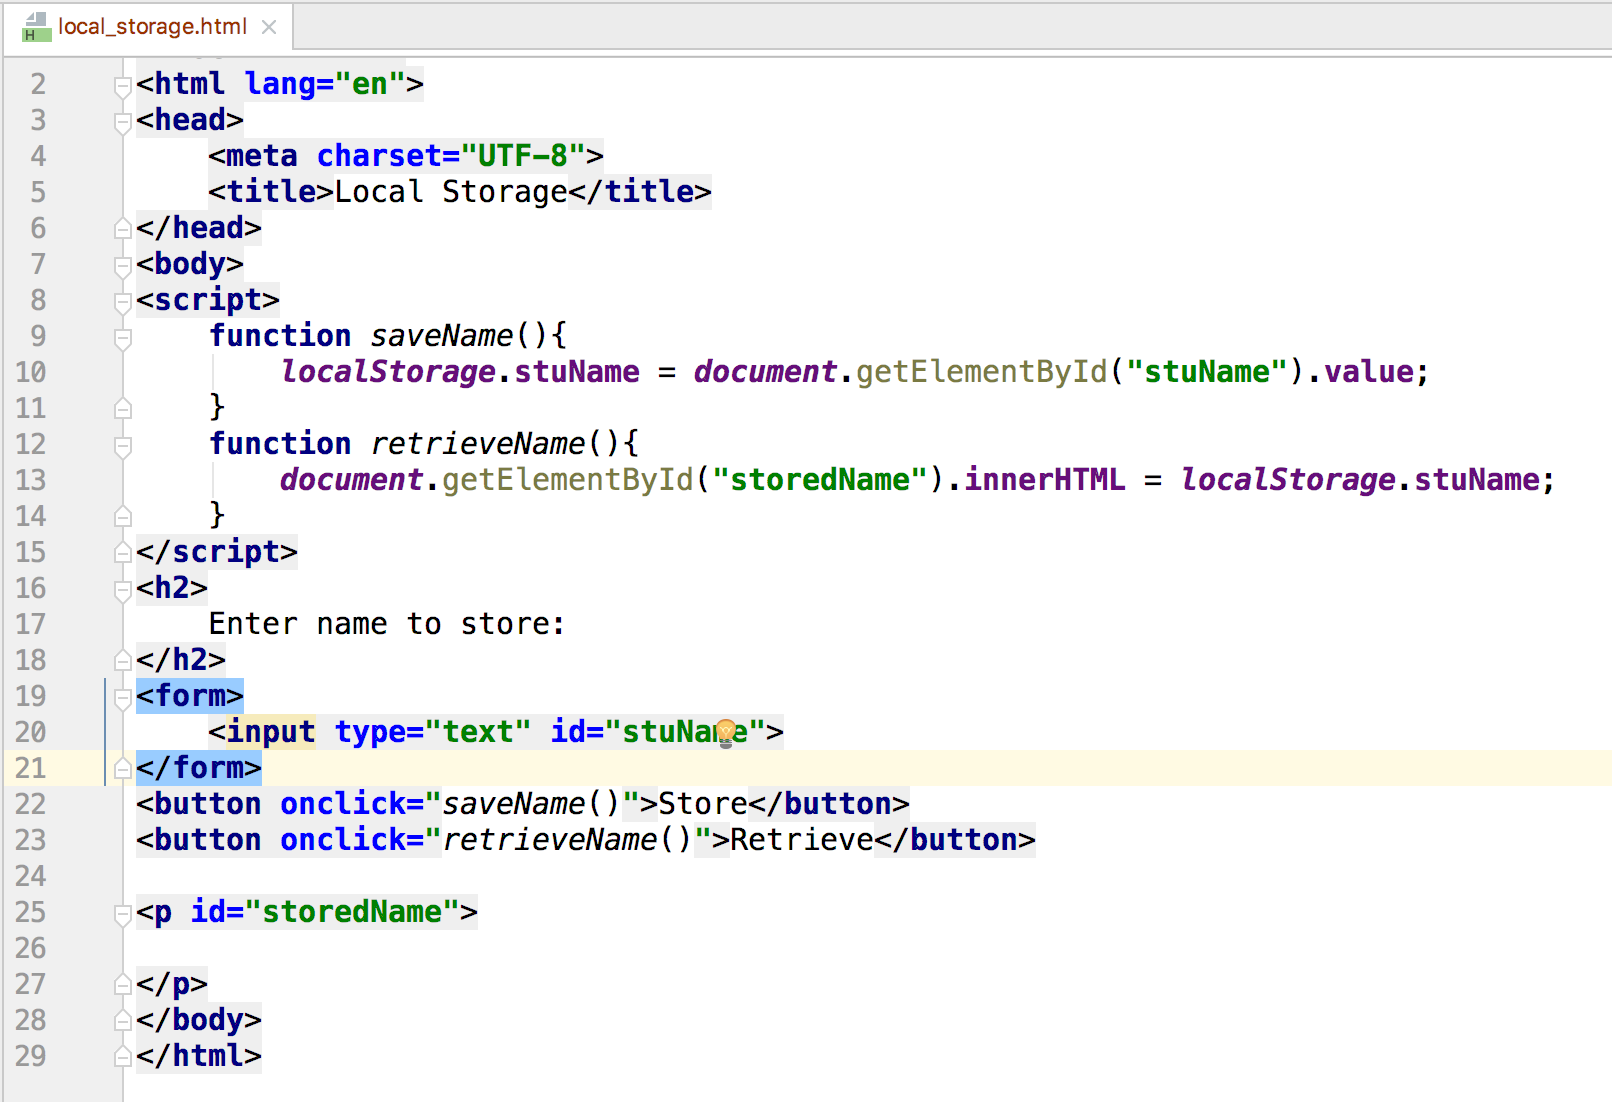 local_storage.html
2 <html lang="en">
3 <head>
4     <meta charset="UTF-8">
5     <title>Local Storage</title>
6 </head>
7 <body>
8 <script>
9     function saveName(){
10         localStorage.stuName = document.getElementById("stuName").value;
11     }
12     function retrieveName(){
13         document.getElementById("storedName").innerHTML = localStorage.stuName;
14     }
15 </script>
16 <h2>
17     Enter name to store:
18 </h2>
19 <form>
20     <input type="text" id="stuName">
21 </form>
22 <button onclick="saveName()">Store</button>
23 <button onclick="retrieveName()">Retrieve</button>
24
25 <p id="storedName">
26
27 </p>
28 </body>
29 </html>